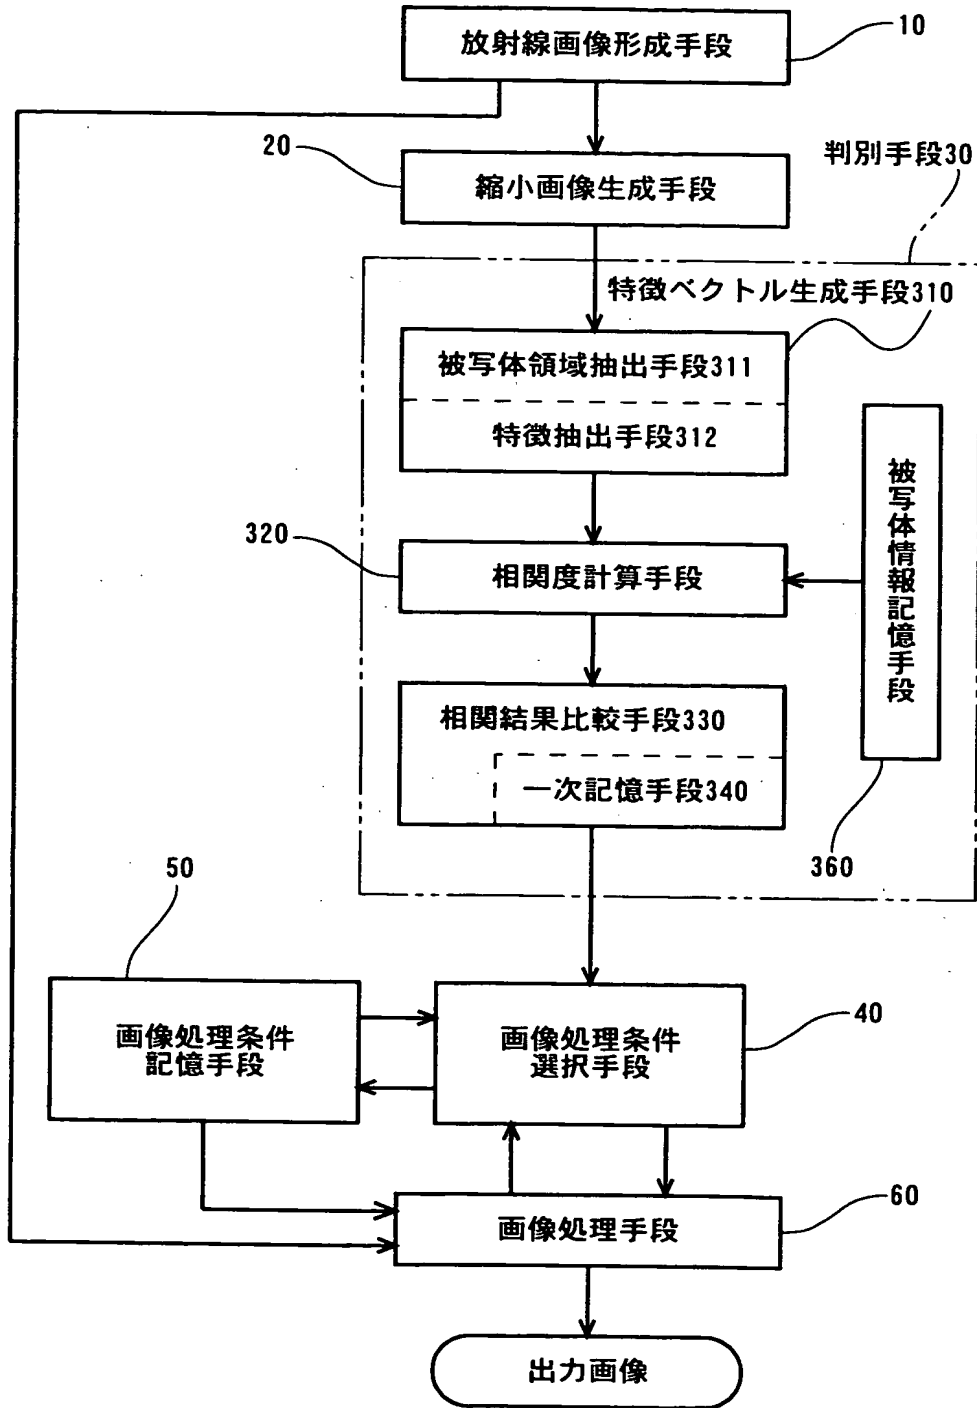 放射線画像形成手段
10
20
縮小画像生成手段
判別手段30
特徴ベクトル生成手段310
被写体領域抽出手段311
特徴抽出手段312
320
相関度計算手段
被写体情報記憶手段
相関結果比較手段330
一次記憶手段340
360
50
画像処理条件
記憶手段
画像処理条件
選択手段
40
画像処理手段
60
出力画像